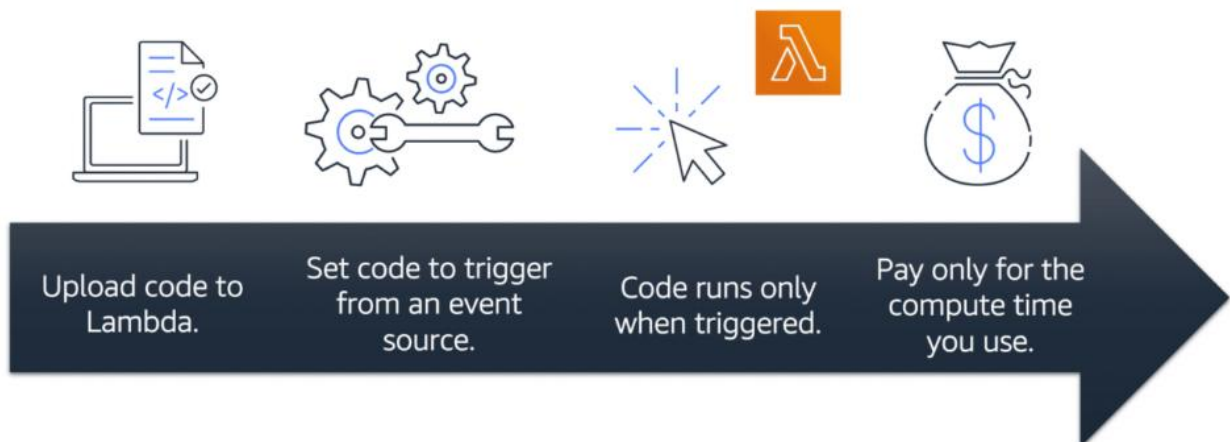 </>
$
Upload code to
Lambda.
Set code to trigger
from an event
source.
Code runs only
when triggered.
Pay only for the
compute time
you use.